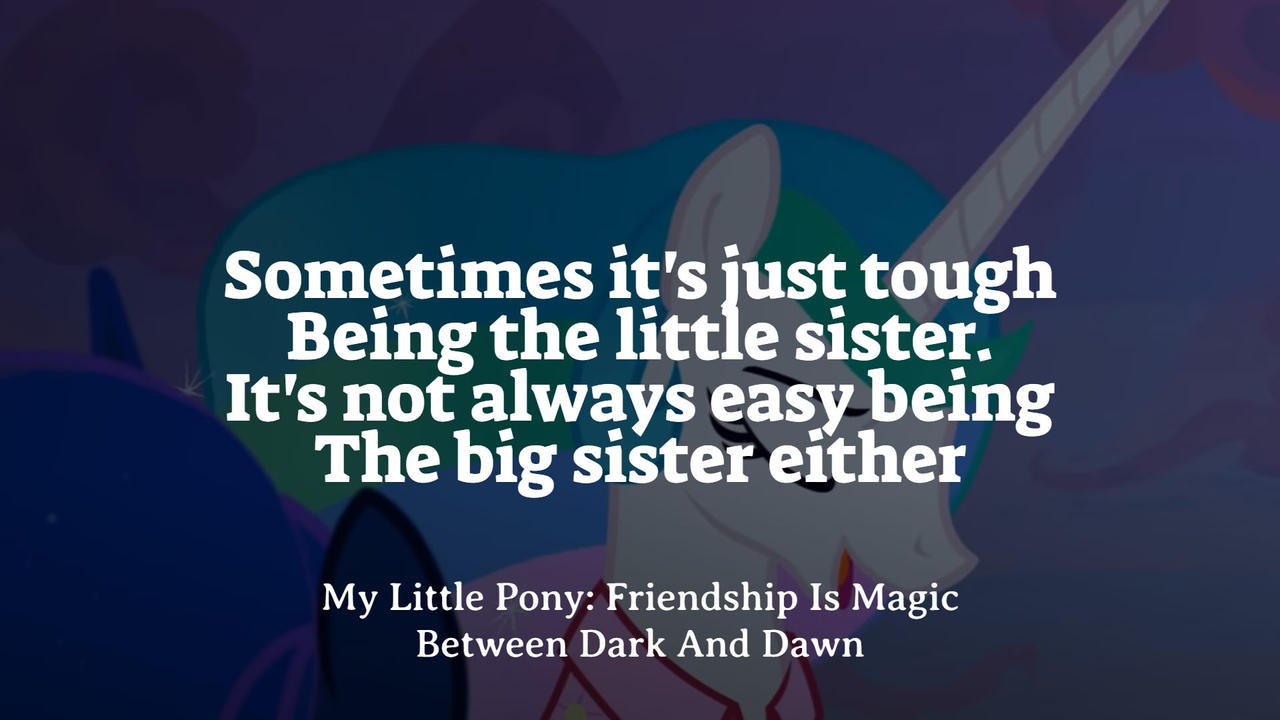 Sometimes it's just tough
Being the little sister.
It's not always easy being
The big sister either
My Little Pony: Friendship Is Magic
Between Dark And Dawn